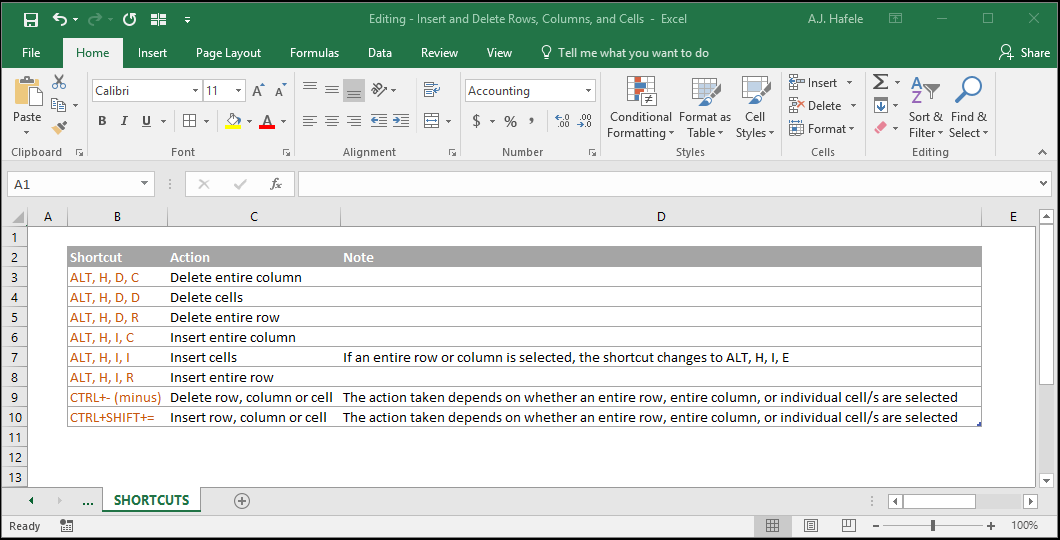 Editing - Insert and Delete Rows, Columns, and Cells - Excel A.J. Hafele
File Home Insert Page Layout Formulas Data Review View Tell me what you want to do Share
Paste
Calibri 11
B I U A
Accounting
$ % ,
Conditional Formatting
Format as Table
Cell Styles
Insert
Delete
Format
Σ
Sort & Filter
Find & Select
Clipboard Font Alignment Number Styles Cells Editing
A1 fx
A B C D E
1
2 Shortcut Action Note
3 ALT, H, D, C Delete entire column
4 ALT, H, D, D Delete cells
5 ALT, H, D, R Delete entire row
6 ALT, H, I, C Insert entire column
7 ALT, H, I, I Insert cells If an entire row or column is selected, the shortcut changes to ALT, H, I, E
8 ALT, H, I, R Insert entire row
9 CTRL+- (minus) Delete row, column or cell The action taken depends on whether an entire row, entire column, or individual cell/s are selected
10 CTRL+SHIFT+= Insert row, column or cell The action taken depends on whether an entire row, entire column, or individual cell/s are selected
11
12
13
... SHORTCUTS
Ready 100%